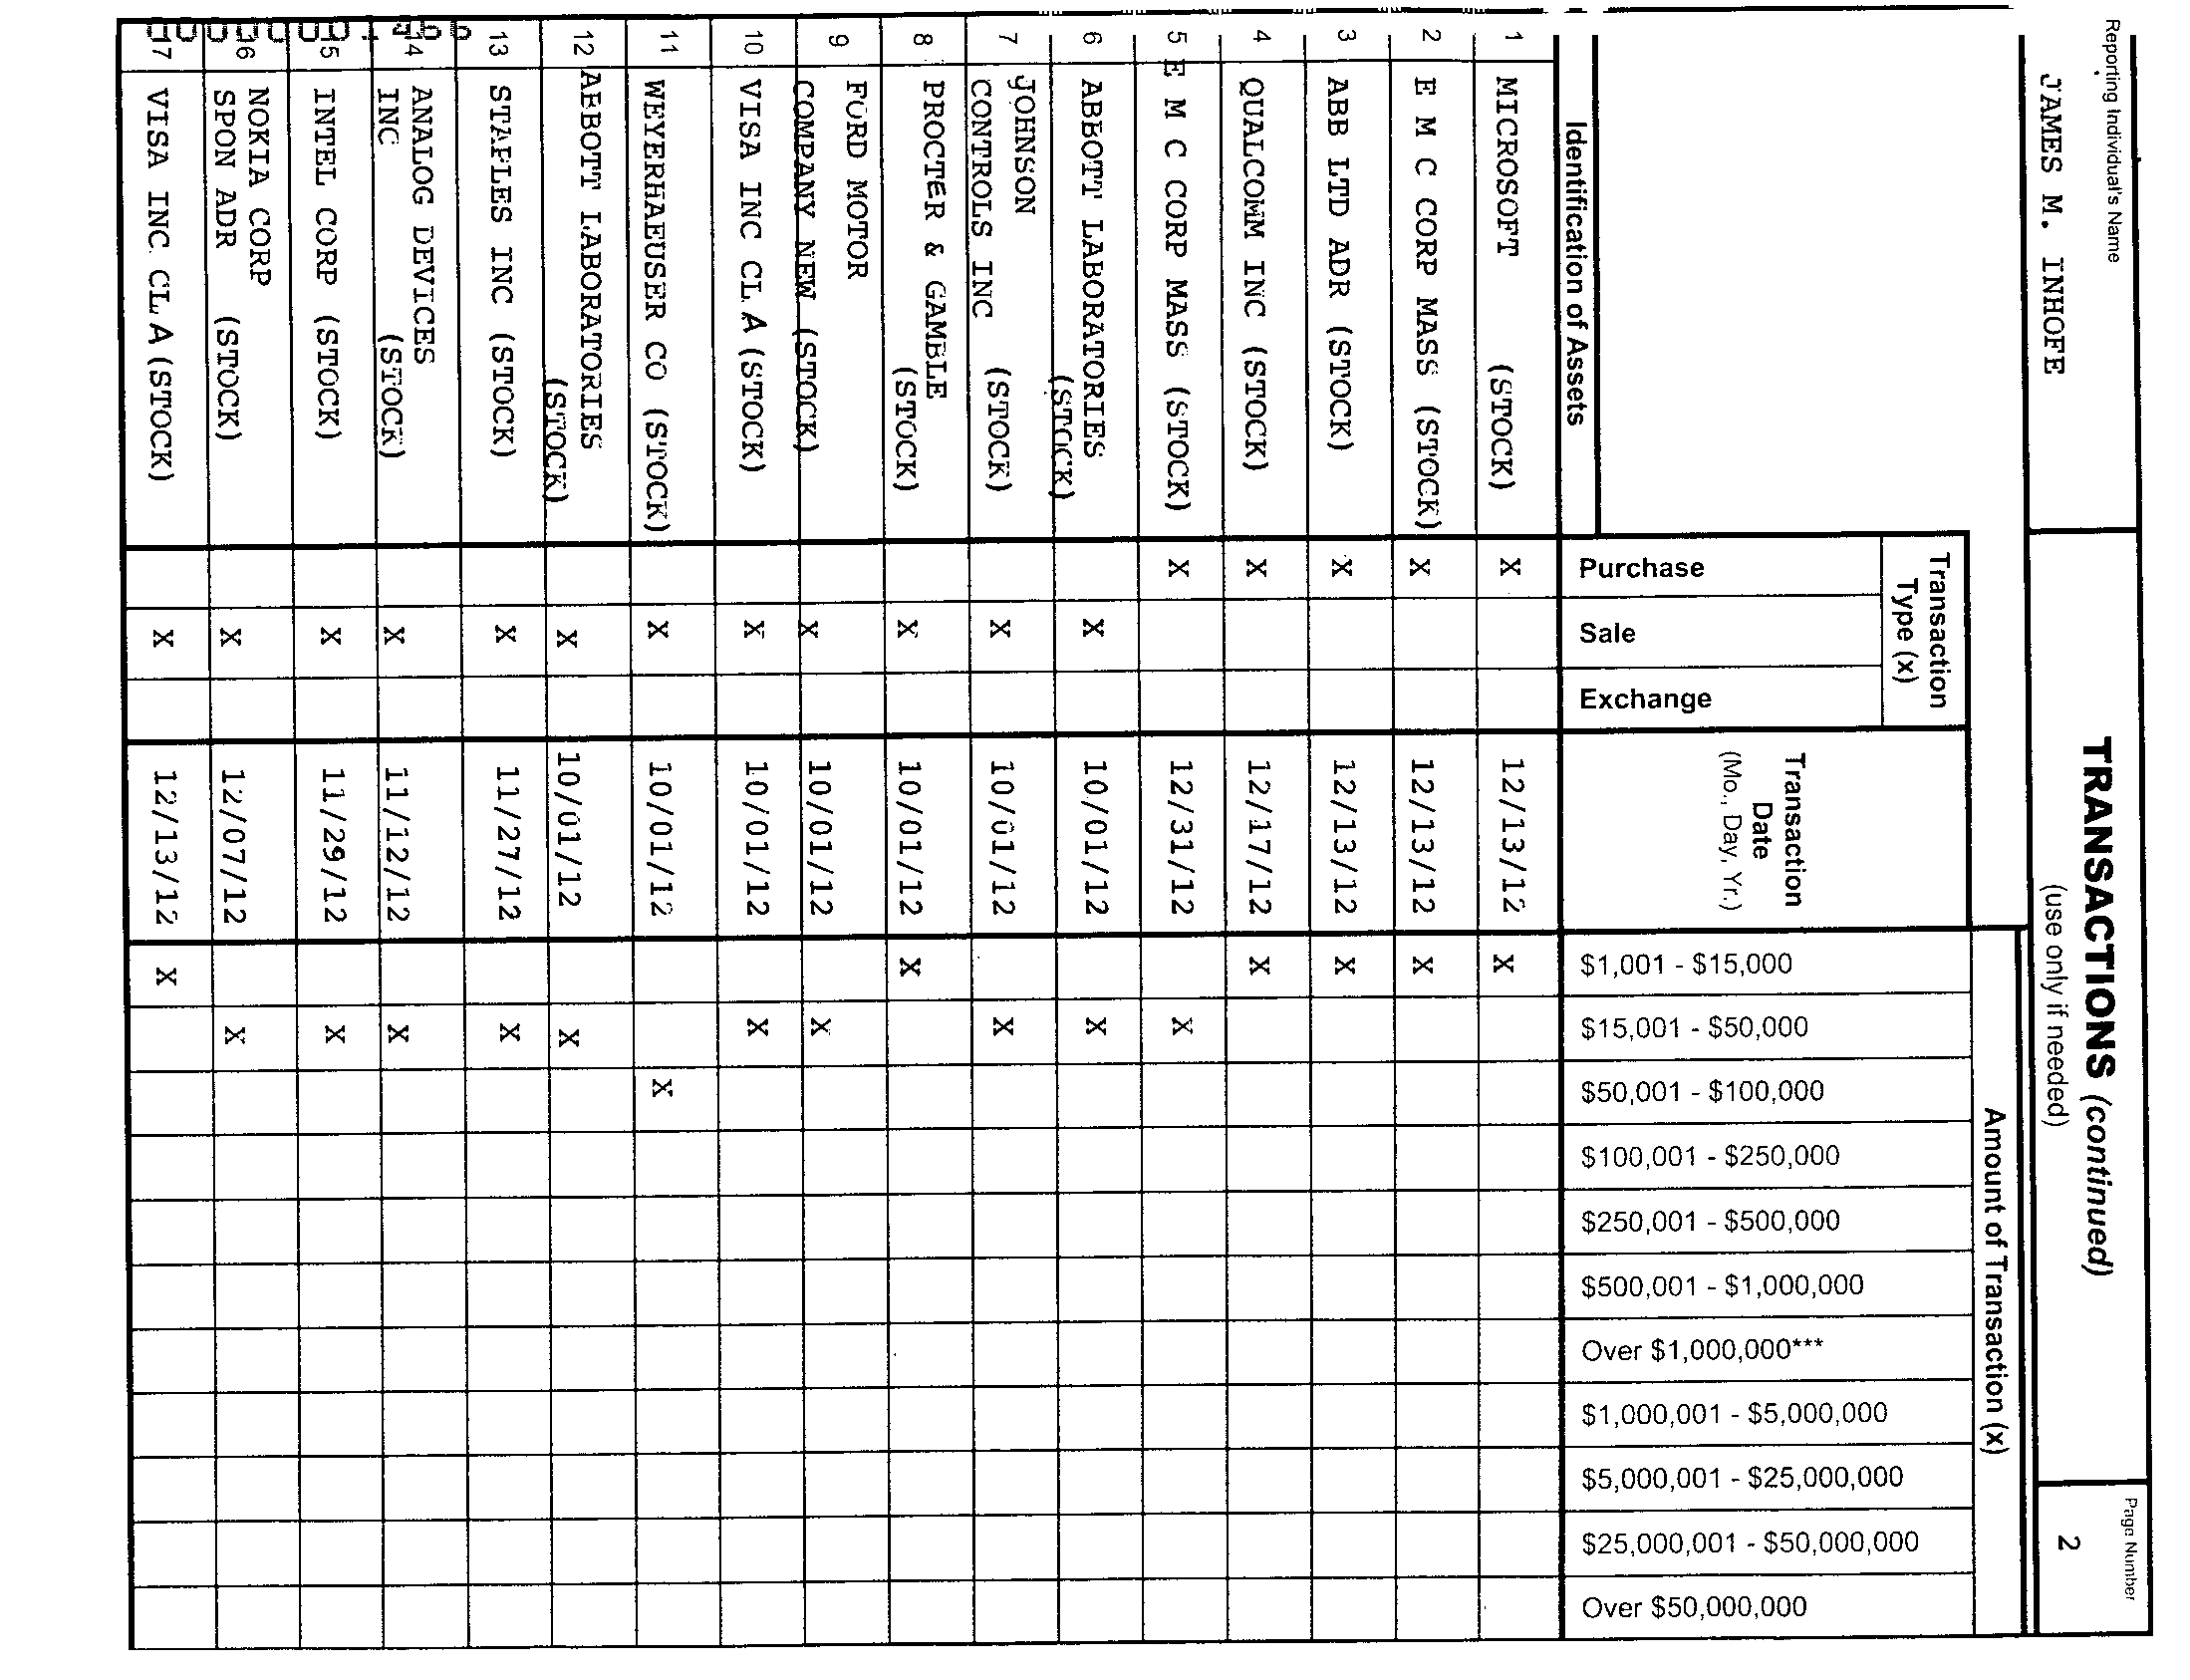 Reporting Individual's Name
JAMES M. INHOFE
TRANSACTIONS (continued)
(use only if needed)
Page Number
2
Identification of Assets
Transaction Type (x)
Purchase
Sale
Exchange
Transaction Date
(Mo., Day, Yr.)
Amount of Transaction (x)
$1,001 - $15,000
$15,001 - $50,000
$50,001 - $100,000
$100,001 - $250,000
$250,001 - $500,000
$500,001 - $1,000,000
Over $1,000,000***
$1,000,001 - $5,000,000
$5,000,001 - $25,000,000
$25,000,001 - $50,000,000
Over $50,000,000
1 MICROSOFT (STOCK) X 12/13/12 X
2 E M C CORP MASS (STOCK) X 12/13/12 X
3 ABB LTD ADR (STOCK) X 12/13/12 X
4 QUALCOMM INC (STOCK) X 12/17/12 X
5 E M C CORP MASS (STOCK) X 12/31/12 X
6 ABBOTT LABORATORIES
(STOCK) X 10/01/12 X
7 JOHNSON
CONTROLS INC (STOCK) X 10/01/12 X
8 PROCTER & GAMBLE
(STOCK) X 10/01/12 X
9 FORD MOTOR
COMPANY NEW (STOCK) X 10/01/12 X
10 VISA INC CL A (STOCK) X 10/01/12 X
11 WEYERHAEUSER CO (STOCK) X 10/01/12 X
12 ABBOTT LABORATORIES
(STOCK) X 10/01/12 X
13 STAPLES INC (STOCK) X 11/27/12 X
14 ANALOG DEVICES
INC (STOCK) X 11/12/12 X
15 INTEL CORP (STOCK) X 11/29/12 X
16 NOKIA CORP
SPON ADR (STOCK) X 12/07/12 X
17 VISA INC CL A (STOCK) X 12/13/12 X